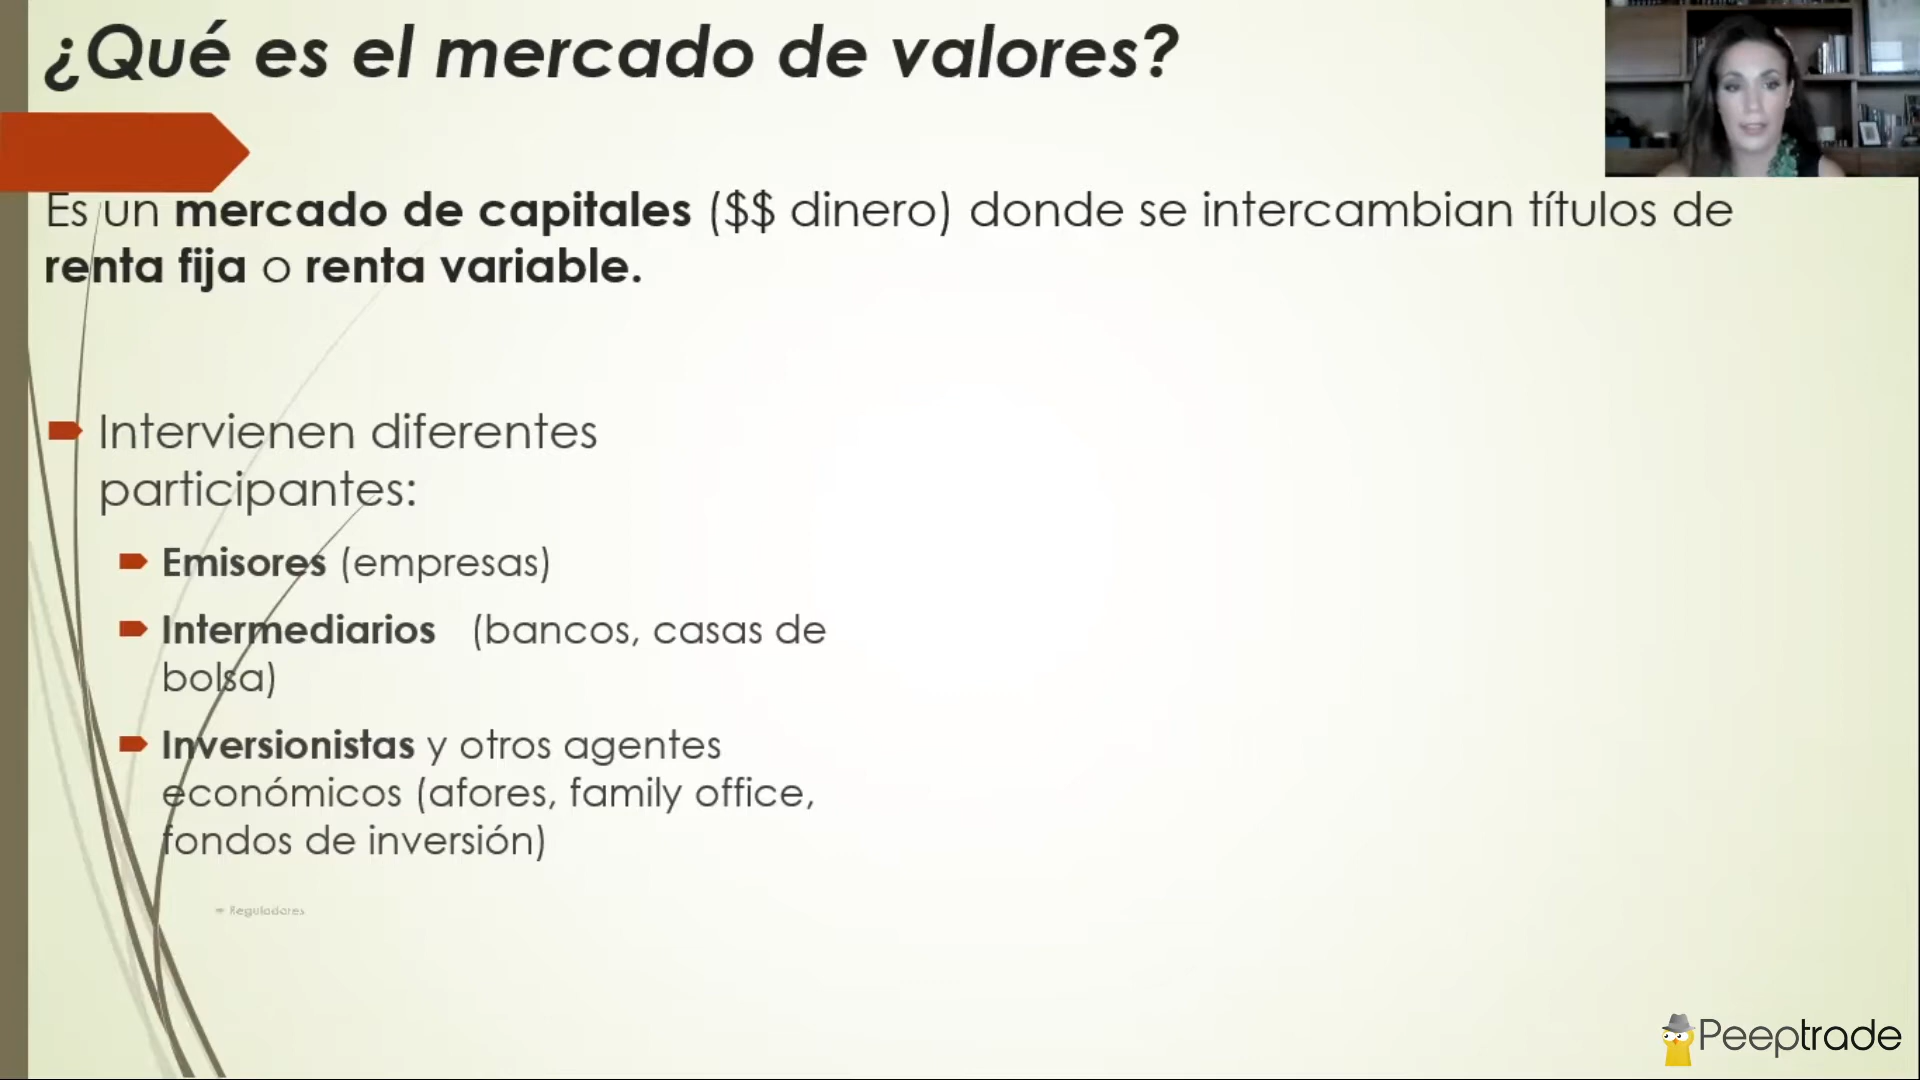 ¿Qué es el mercado de valores?
Es un mercado de capitales ($$ dinero) donde se intercambian títulos de
renta fija o renta variable.
Intervienen diferentes
participantes:
Emisores (empresas)
Intermediarios (bancos, casas de
bolsa)
Inversionistas y otros agentes
económicos (afores, family office,
fondos de inversión)
Reguladores
Peeptrade